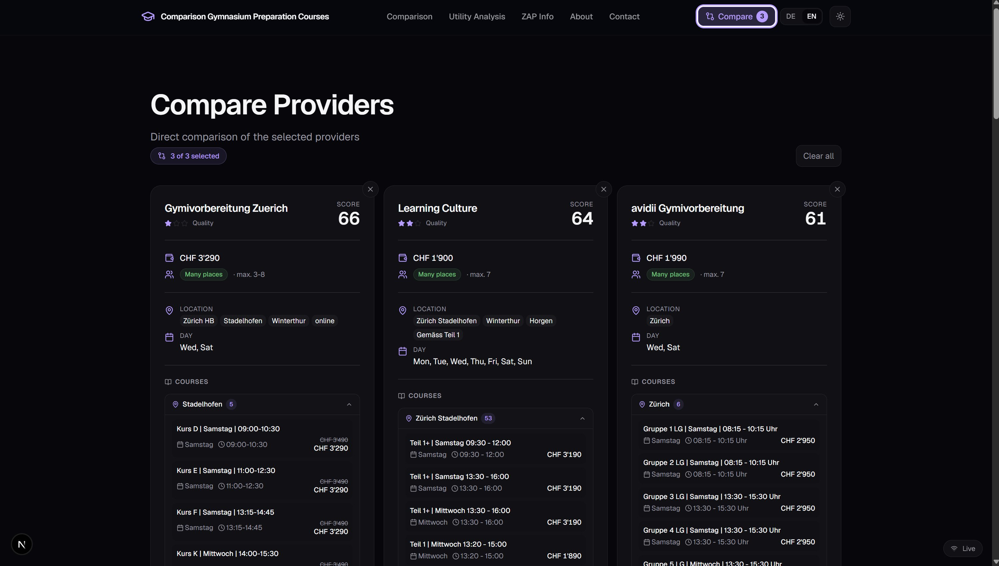 Comparison Gymnasium Preparation Courses
Comparison
Utility Analysis
ZAP Info
About
Contact
Compare 3
DE
EN
Compare Providers
Direct comparison of the selected providers
3 of 3 selected
Clear all
Gymivorbereitung Zuerich
Quality
SCORE
66
CHF 3'290
Many places · max. 3-8
LOCATION
Zürich HB Stadelhofen Winterthur online
DAY
Wed, Sat
COURSES
Stadelhofen 5
Kurs D | Samstag | 09:00-10:30
Samstag 09:00-10:30
CHF 3'490
CHF 3'290
Kurs E | Samstag | 11:00-12:30
Samstag 11:00-12:30
CHF 3'490
CHF 3'290
Kurs F | Samstag | 13:15-14:45
Samstag 13:15-14:45
CHF 3'490
CHF 3'290
Kurs K | Mittwoch | 14:00-15:30
CHF 3'490
Learning Culture
Quality
SCORE
64
CHF 1'900
Many places · max. 7
LOCATION
Zürich Stadelhofen Winterthur Horgen
Gemäss Teil 1
DAY
Mon, Tue, Wed, Thu, Fri, Sat, Sun
COURSES
Zürich Stadelhofen 53
Teil 1+ | Samstag 09:30 - 12:00
Samstag 09:30 - 12:00 CHF 3'190
Teil 1+ | Samstag 13:30 - 16:00
Samstag 13:30 - 16:00 CHF 3'190
Teil 1+ | Mittwoch 13:30 - 16:00
Mittwoch 13:30 - 16:00 CHF 3'190
Teil 1 | Mittwoch 13:20 - 15:00
Mittwoch 13:20 - 15:00 CHF 1'890
avidii Gymivorbereitung
Quality
SCORE
61
CHF 1'990
Many places · max. 7
LOCATION
Zürich
DAY
Wed, Sat
COURSES
Zürich 6
Gruppe 1 LG | Samstag | 08:15 - 10:15 Uhr
Samstag 08:15 - 10:15 Uhr CHF 2'950
Gruppe 2 LG | Samstag | 08:15 - 10:15 Uhr
Samstag 08:15 - 10:15 Uhr CHF 2'950
Gruppe 3 LG | Samstag | 13:30 - 15:30 Uhr
Samstag 13:30 - 15:30 Uhr CHF 2'950
Gruppe 4 LG | Samstag | 13:30 - 15:30 Uhr
Samstag 13:30 - 15:30 Uhr CHF 2'950
Gruppe 5 LG | Mittwoch | 13:30 - 15:30 Uhr
N
Live